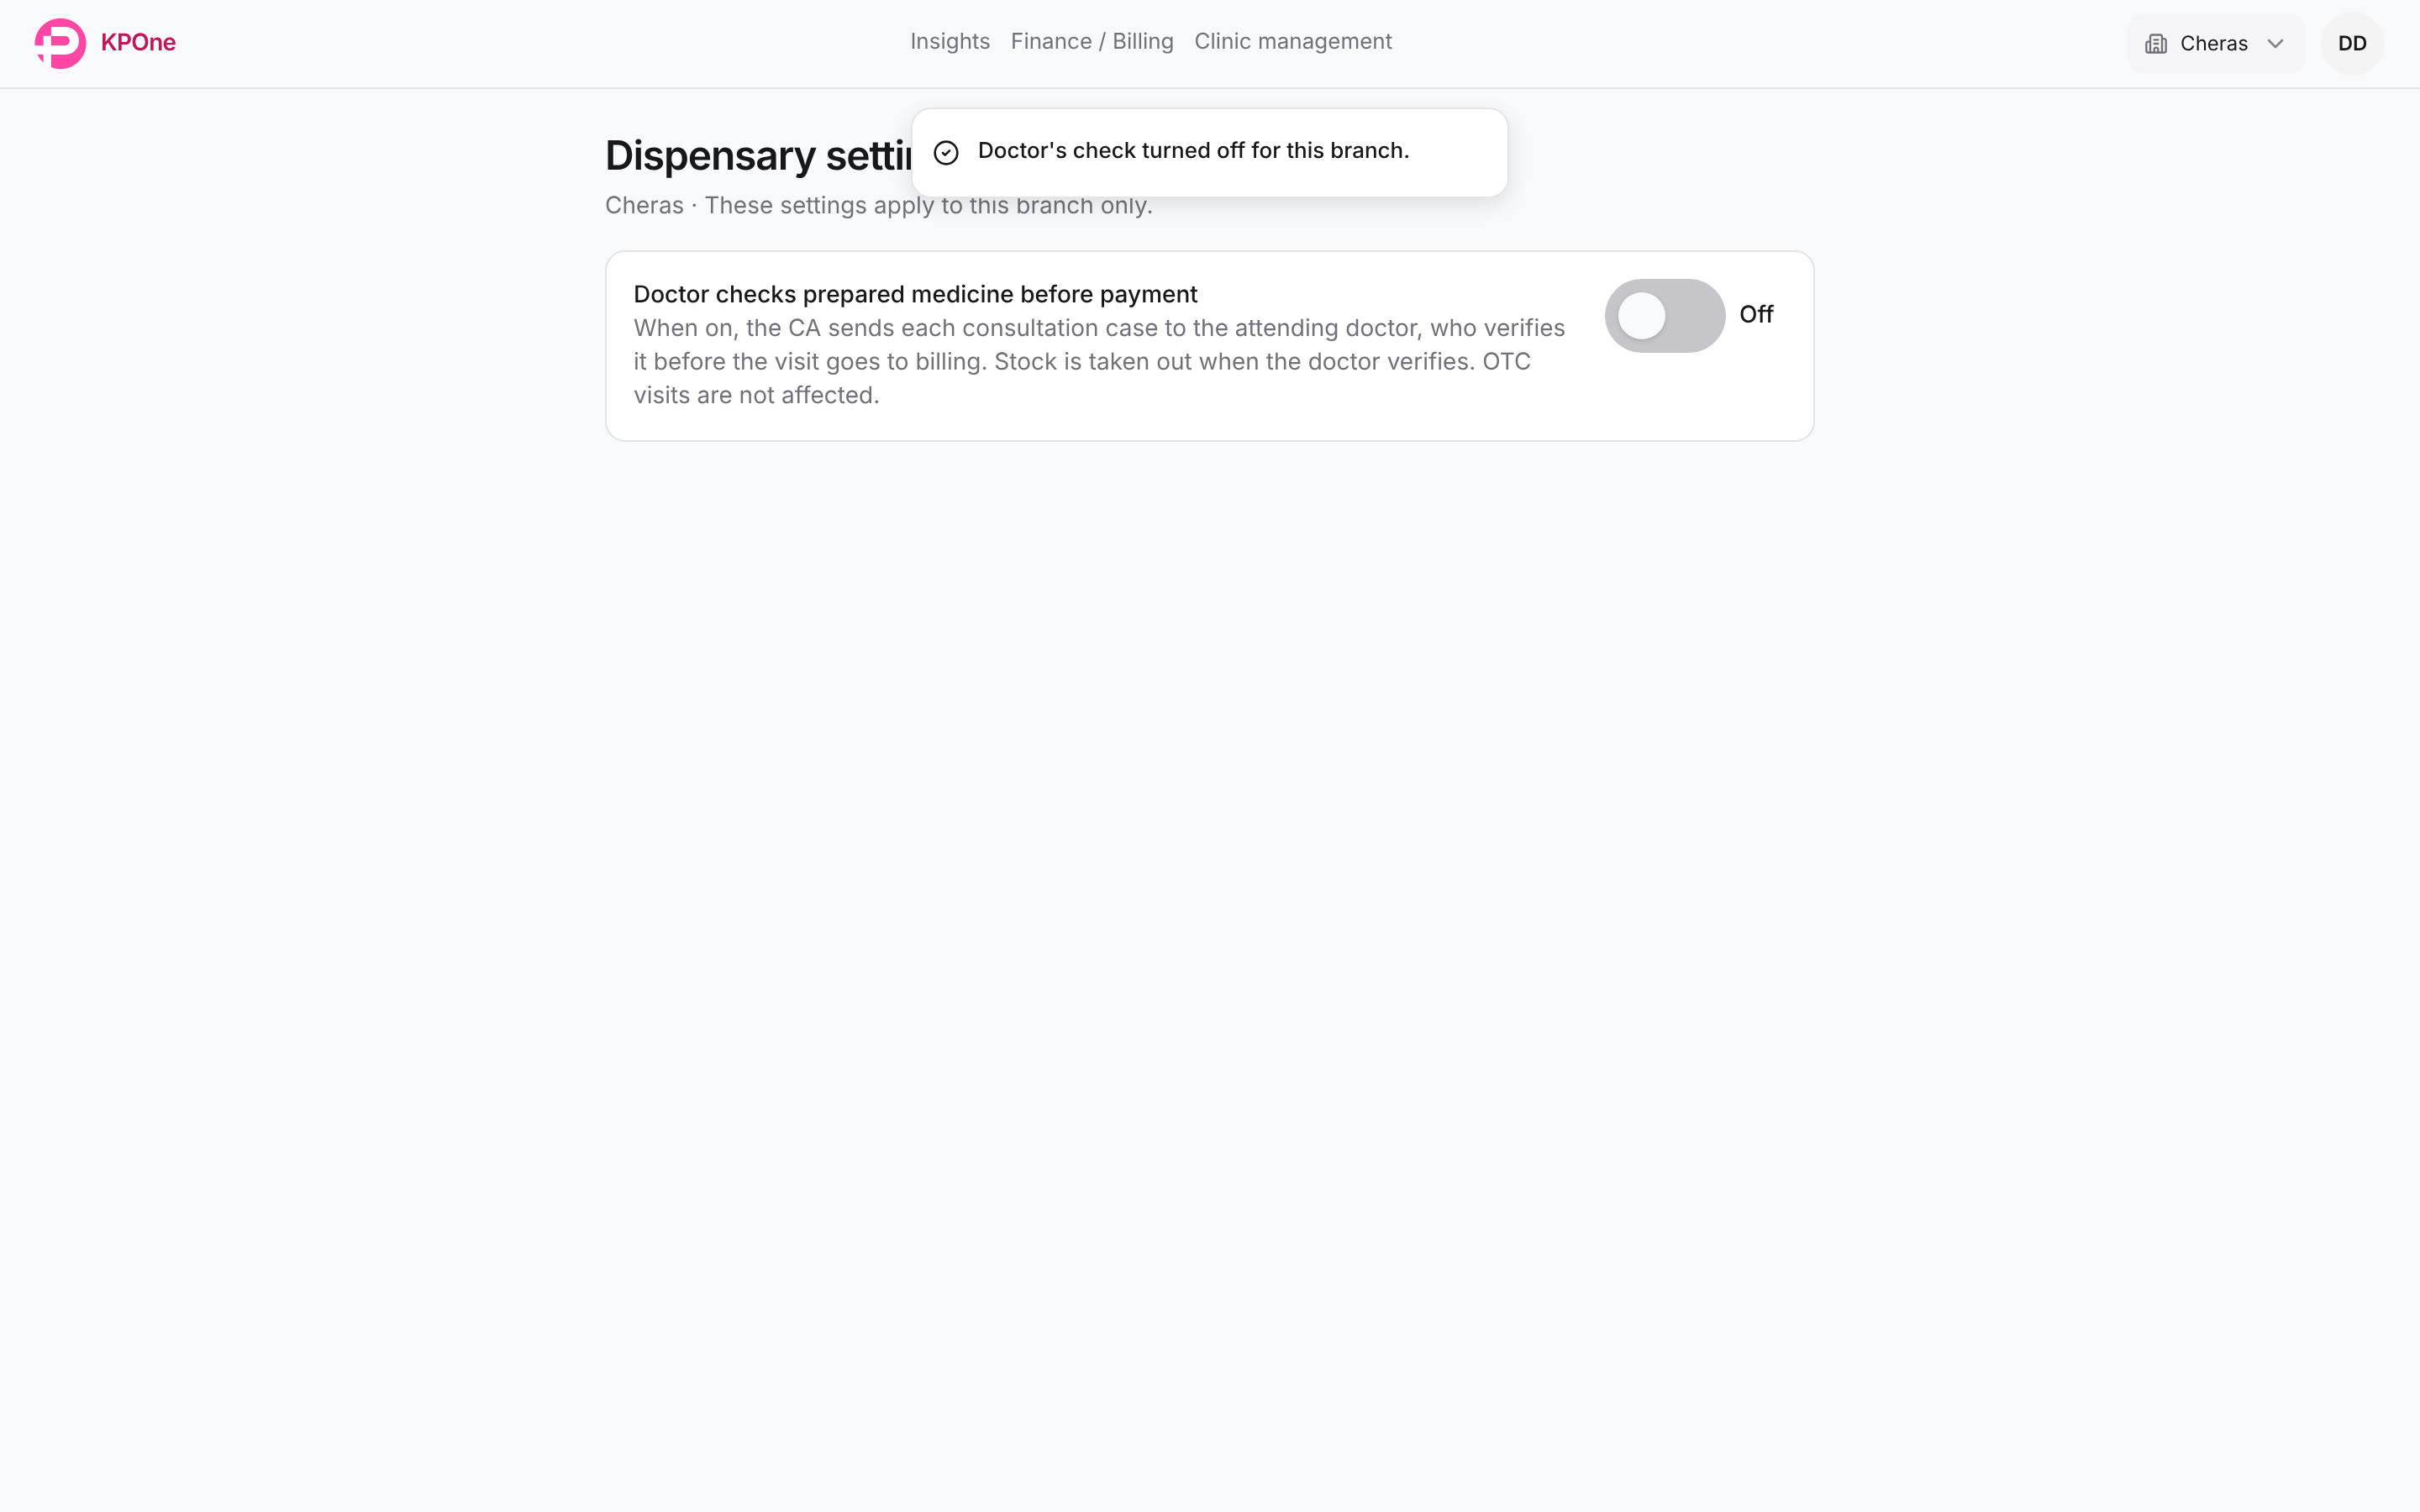 KPOne
Insights
Finance / Billing
Clinic management
Cheras
DD
Doctor's check turned off for this branch.
Dispensary settin
Cheras · These settings apply to this branch only.
Doctor checks prepared medicine before payment
When on, the CA sends each consultation case to the attending doctor, who verifies
it before the visit goes to billing. Stock is taken out when the doctor verifies. OTC
visits are not affected.
Off